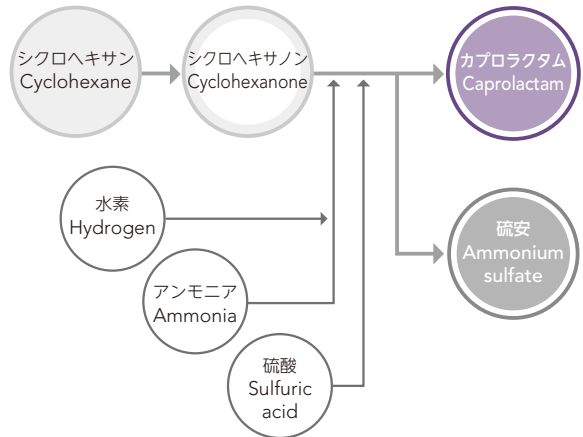 シクロヘキサン
Cyclohexane
シクロヘキサノン
Cyclohexanone
カプロラクタム
Caprolactam
水素
Hydrogen
アンモニア
Ammonia
硫酸
Sulfuric
acid
硫安
Ammonium
sulfate